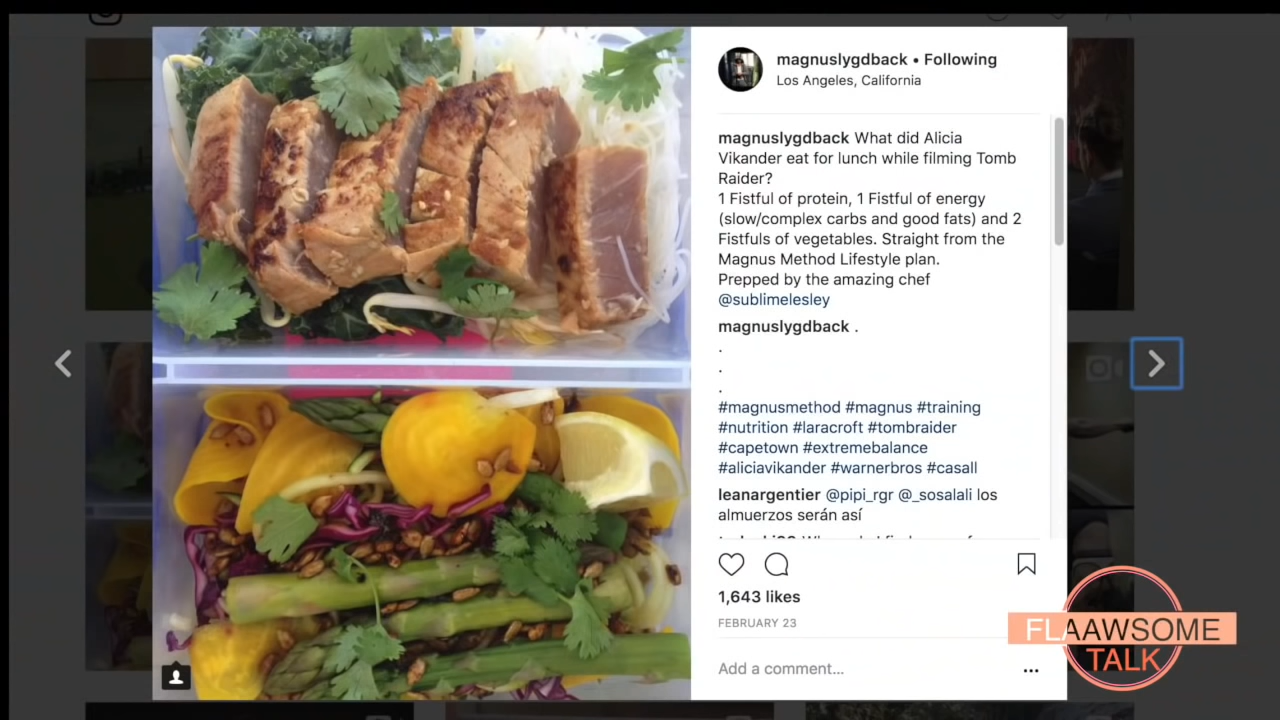 magnuslygdback • Following
Los Angeles, California
magnuslygdback What did Alicia
Vikander eat for lunch while filming Tomb
Raider?
1 Fistful of protein, 1 Fistful of energy
(slow/complex carbs and good fats) and 2
Fistfuls of vegetables. Straight from the
Magnus Method Lifestyle plan.
Prepped by the amazing chef
@sublimelesley
magnuslygdback .
.
.
.
#magnusmethod #magnus #training
#nutrition #laracroft #tombraider
#capetown #extremebalance
#aliciavikander #warnerbros #casall
leanargentier @pipi_rgr @_sosalali los
almuerzos serán así
1,643 likes
FEBRUARY 23
Add a comment...
FLAAWSOME
TALK